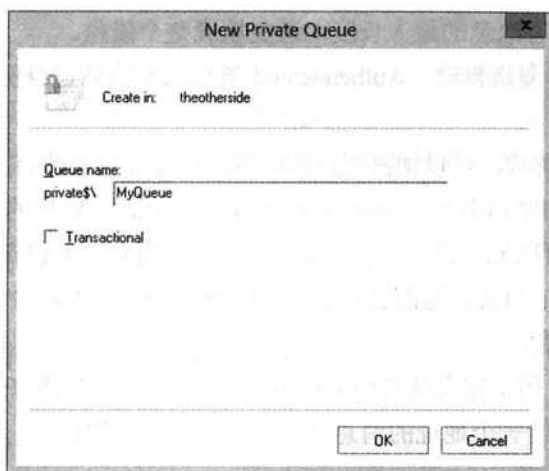 New Private Queue
x
Create in: theotherside
Queue name:
private$\ MyQueue
Transactional
OK Cancel